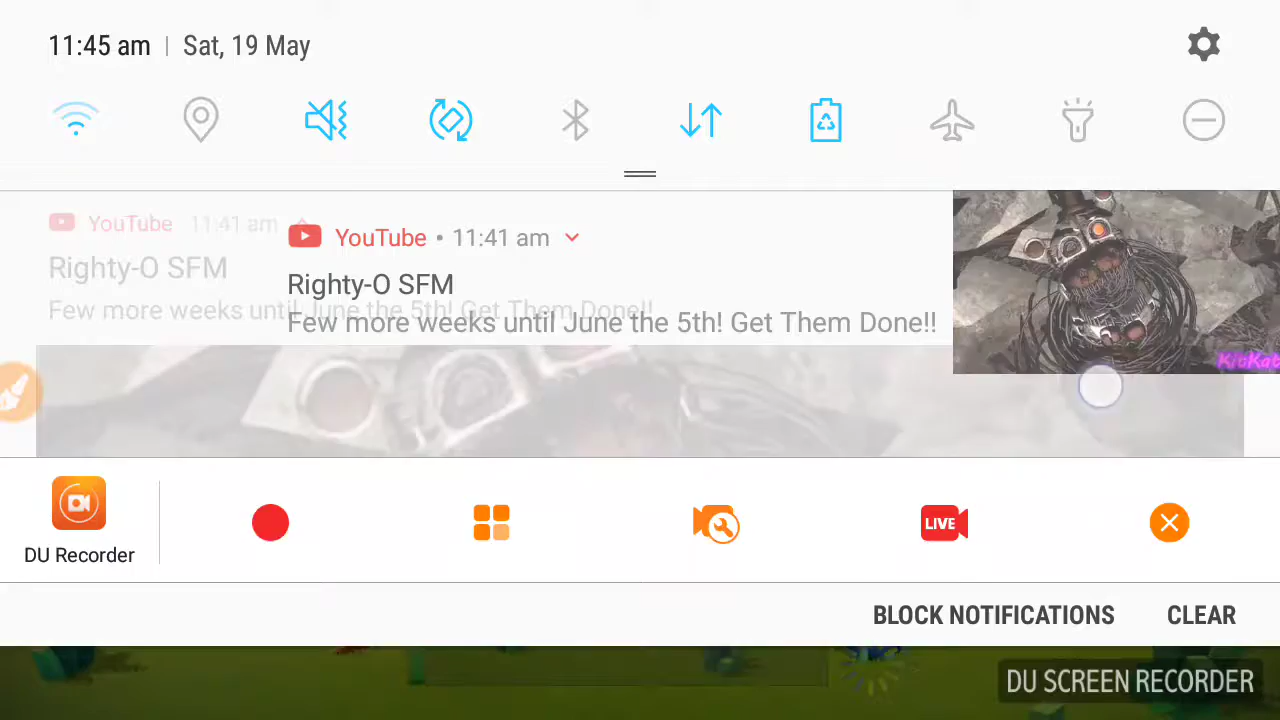 11:45 am | Sat, 19 May
YouTube 11:41 am
Righty-O SFM
Few more weeks until June the 5th! Get Them Done!!
YouTube • 11:41 am
Righty-O SFM
Few more weeks until June the 5th! Get Them Done!!
KitKat
DU Recorder
LIVE
BLOCK NOTIFICATIONS
CLEAR
DU SCREEN RECORDER